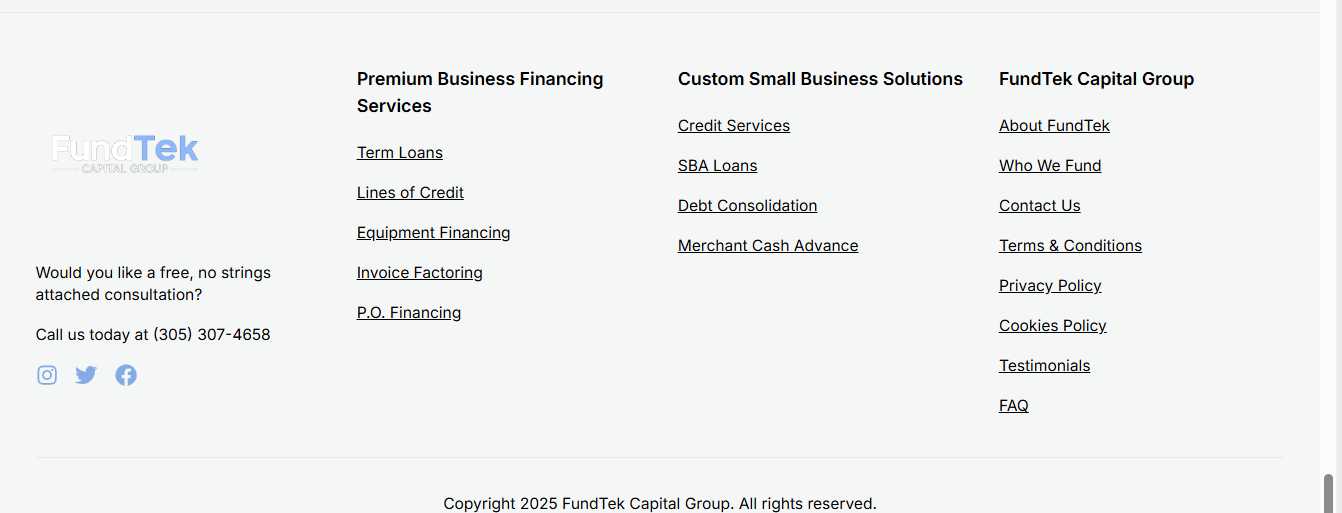 FundTek
CAPITAL GROUP
Would you like a free, no strings
attached consultation?
Call us today at (305) 307-4658
Premium Business Financing
Services
Term Loans
Lines of Credit
Equipment Financing
Invoice Factoring
P.O. Financing
Custom Small Business Solutions
Credit Services
SBA Loans
Debt Consolidation
Merchant Cash Advance
FundTek Capital Group
About FundTek
Who We Fund
Contact Us
Terms & Conditions
Privacy Policy
Cookies Policy
Testimonials
FAQ
Copyright 2025 FundTek Capital Group. All rights reserved.